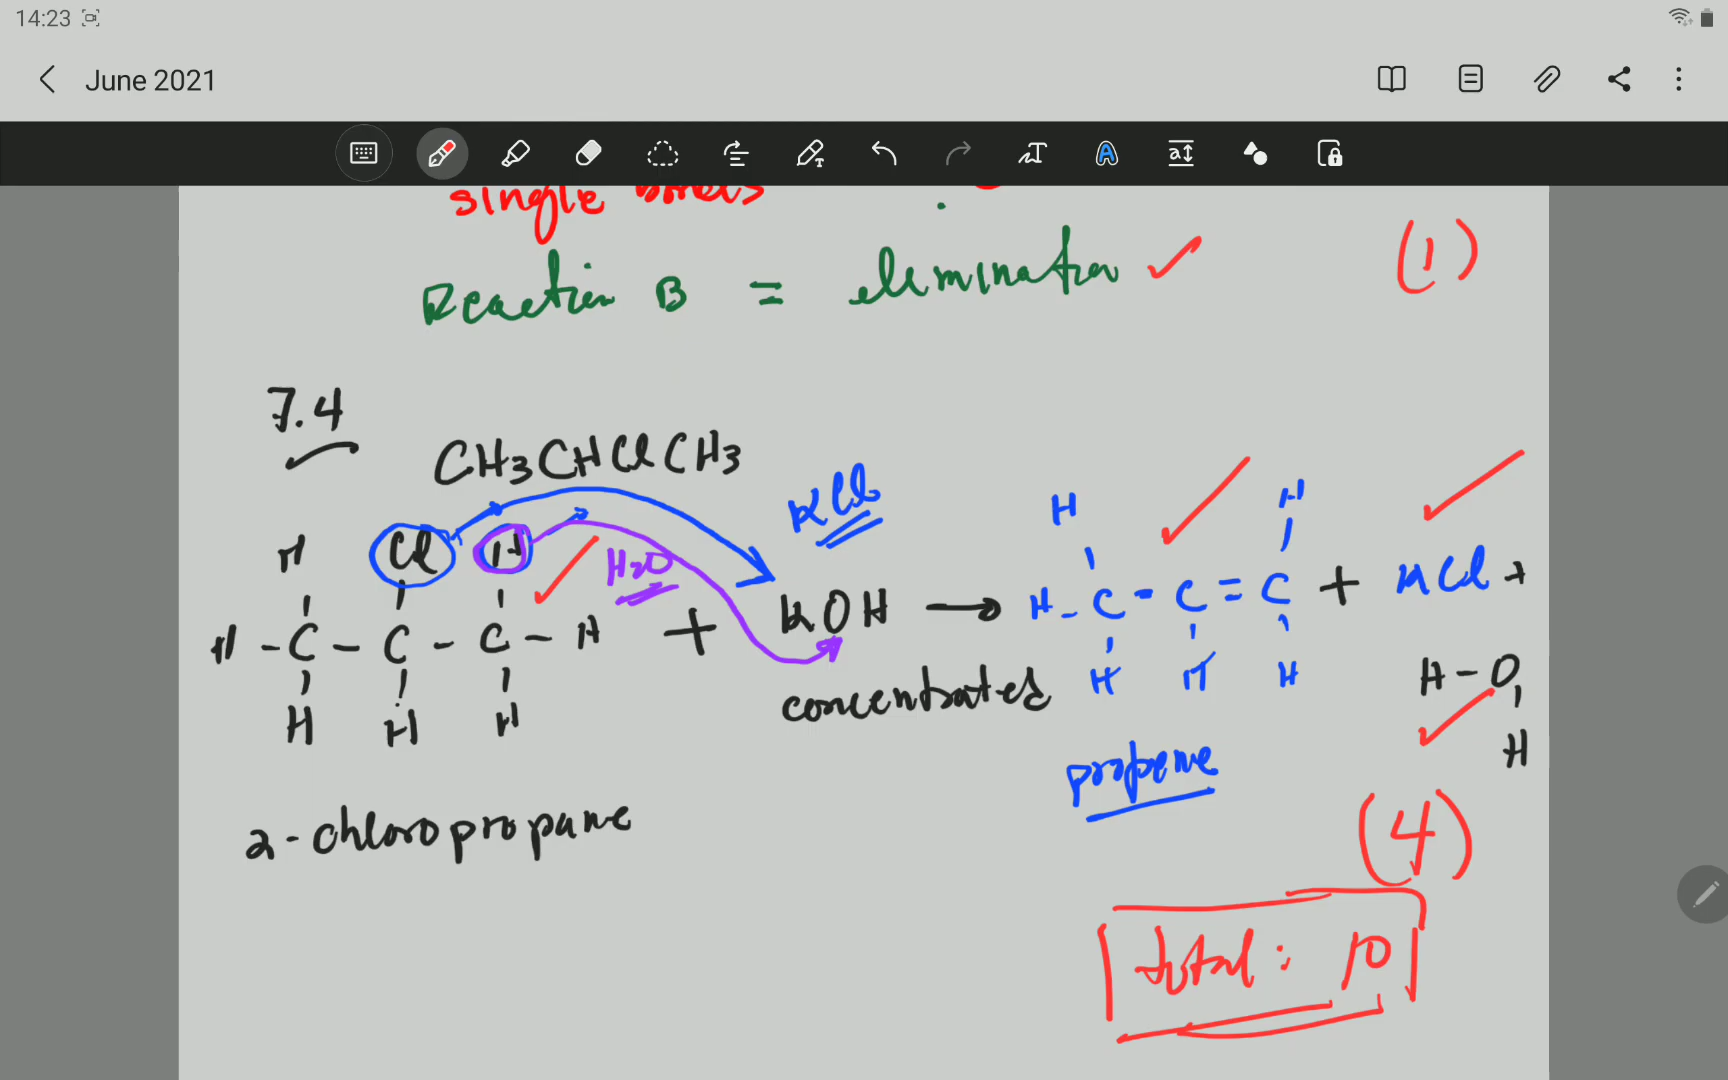 14:23
June 2021
single bonds
Reaction B = elimination (1)
7.4
CH3CHClCH3
KCl
H Cl H H2O H H
H - C - C - C - H + KOH → H - C - C = C + KCl +
H H H concentrated H H H H - O
H
propene
2-chloropropane
(4)
total: 10